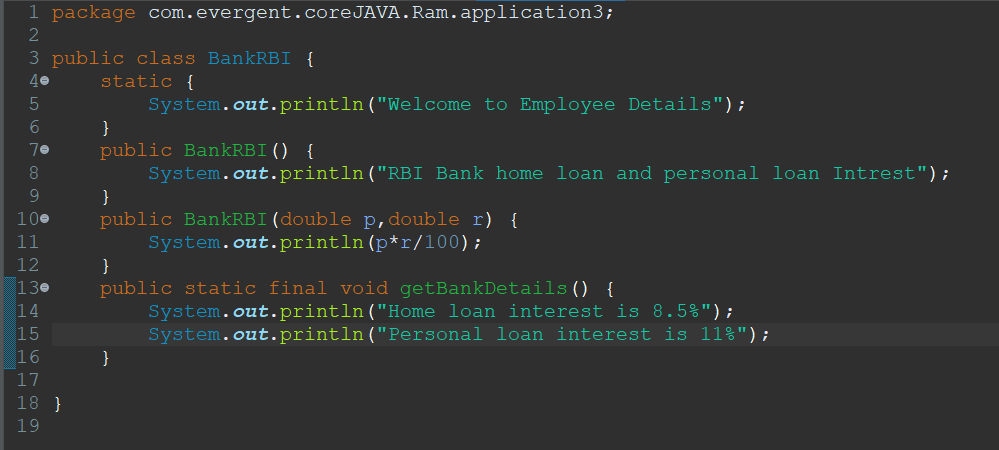 1 package com.evergent.coreJAVA.Ram.application3;
2
3 public class BankRBI {
4 static {
5 System.out.println("Welcome to Employee Details");
6 }
7 public BankRBI() {
8 System.out.println("RBI Bank home loan and personal loan Intrest");
9 }
10 public BankRBI(double p,double r) {
11 System.out.println(p*r/100);
12 }
13 public static final void getBankDetails() {
14 System.out.println("Home loan interest is 8.5%");
15 System.out.println("Personal loan interest is 11%");
16 }
17
18 }
19